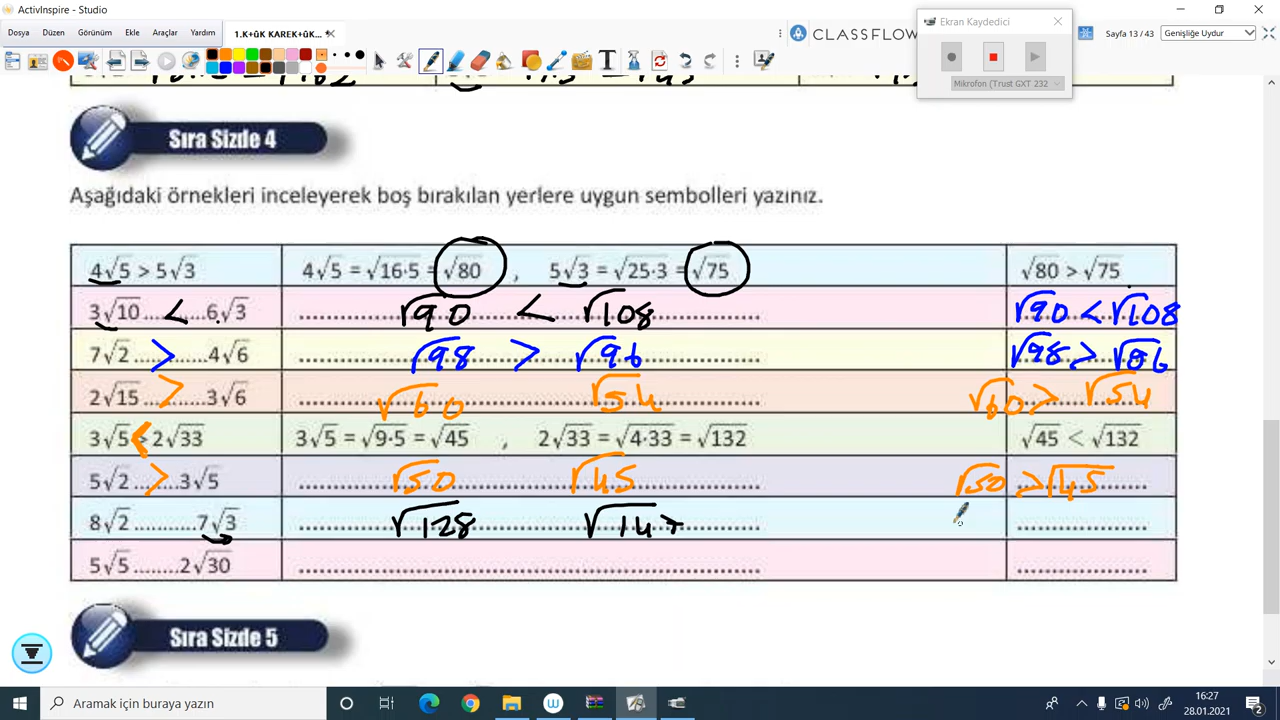 ActivInspire - Studio
Dosya Düzen Görünüm Ekle Araçlar Yardım
1.K+ûK KAREK+ûK...
CLASSFLOW
Sayfa 13 / 43
Genişliğe Uydur
Ekran Kaydedici
Mikrofon (Trust GXT 232
Sıra Sizde 4
Aşağıdaki örnekleri inceleyerek boş bırakılan yerlere uygun sembolleri yazınız.
4√5 > 5√3 4√5 = √16·5 = √80 , 5√3 = √25·3 = √75 √80 > √75
3√10 ..... < ..... 6√3 √90 < √108 √90 < √108
7√2 ..... > ..... 4√6 √98 > √96 √98 > √86
2√15 ..... > ..... 3√6 √60 √54 √60 > √54
3√5 < 2√33 3√5 = √9·5 = √45 , 2√33 = √4·33 = √132 √45 < √132
5√2 ..... > ..... 3√5 √50 √45 √50 > √45
8√2 .......... 7√3 √128 √147
5√5 ........ 2√30
Sıra Sizde 5
Aramak için buraya yazın
16:27
28.01.2021
2